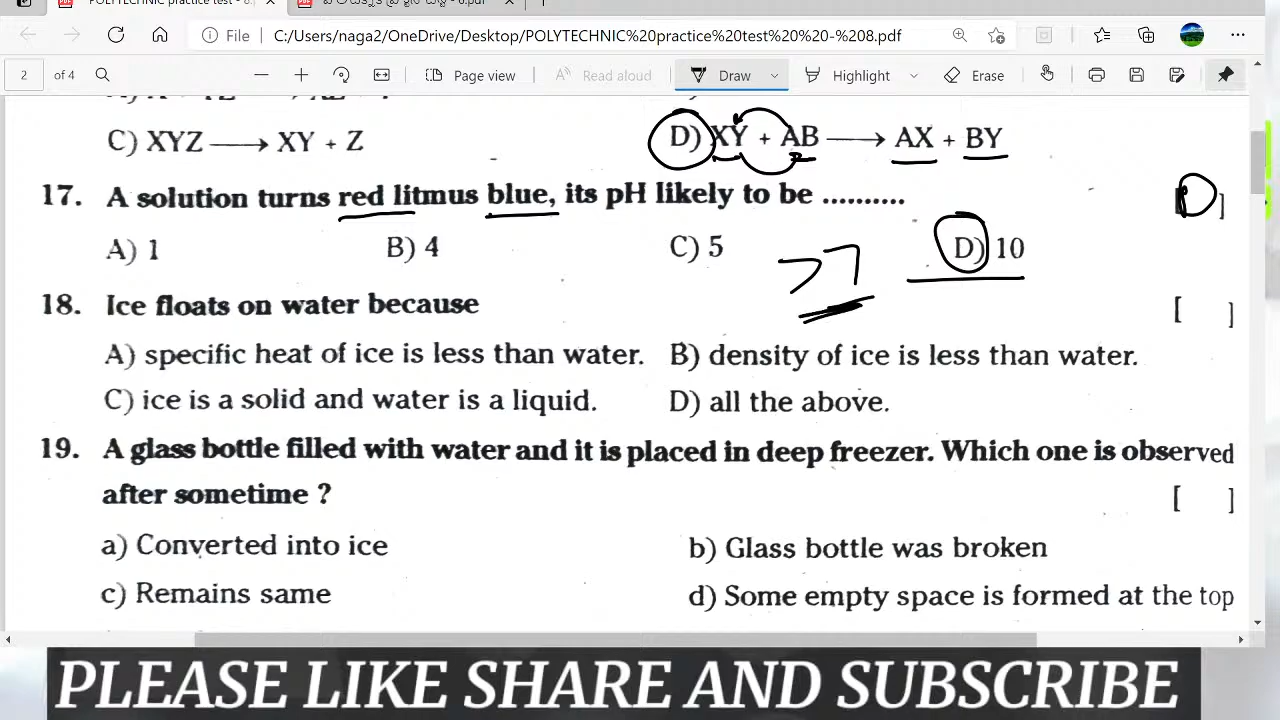 POLYTECHNIC practice test - 8.p
File C:/Users/naga2/OneDrive/Desktop/POLYTECHNIC%20practice%20test%20%20-%208.pdf
2 of 4 Page view Read aloud Draw Highlight Erase
C) XYZ ⟶ XY + Z D) XY + AB ⟶ AX + BY
17. A solution turns red litmus blue, its pH likely to be .......... [ D ]
A) 1 B) 4 C) 5 >7 D) 10
18. Ice floats on water because [ ]
A) specific heat of ice is less than water. B) density of ice is less than water.
C) ice is a solid and water is a liquid. D) all the above.
19. A glass bottle filled with water and it is placed in deep freezer. Which one is observed
after sometime ? [ ]
a) Converted into ice b) Glass bottle was broken
c) Remains same d) Some empty space is formed at the top
PLEASE LIKE SHARE AND SUBSCRIBE